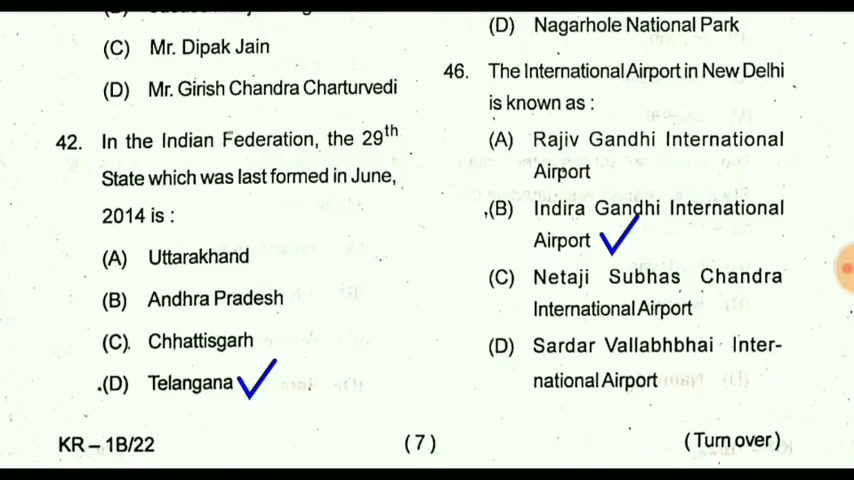 (C) Mr. Dipak Jain
(D) Mr. Girish Chandra Charturvedi
42. In the Indian Federation, the 29th
State which was last formed in June,
2014 is :
(A) Uttarakhand
(B) Andhra Pradesh
(C). Chhattisgarh
.(D) Telangana
(D) Nagarhole National Park
46. The International Airport in New Delhi
is known as :
(A) Rajiv Gandhi International
Airport
.(B) Indira Gandhi International
Airport
(C) Netaji Subhas Chandra
International Airport
(D) Sardar Vallabhbhai Inter-
national Airport
KR – 1B/22
( 7 )
( Turn over )